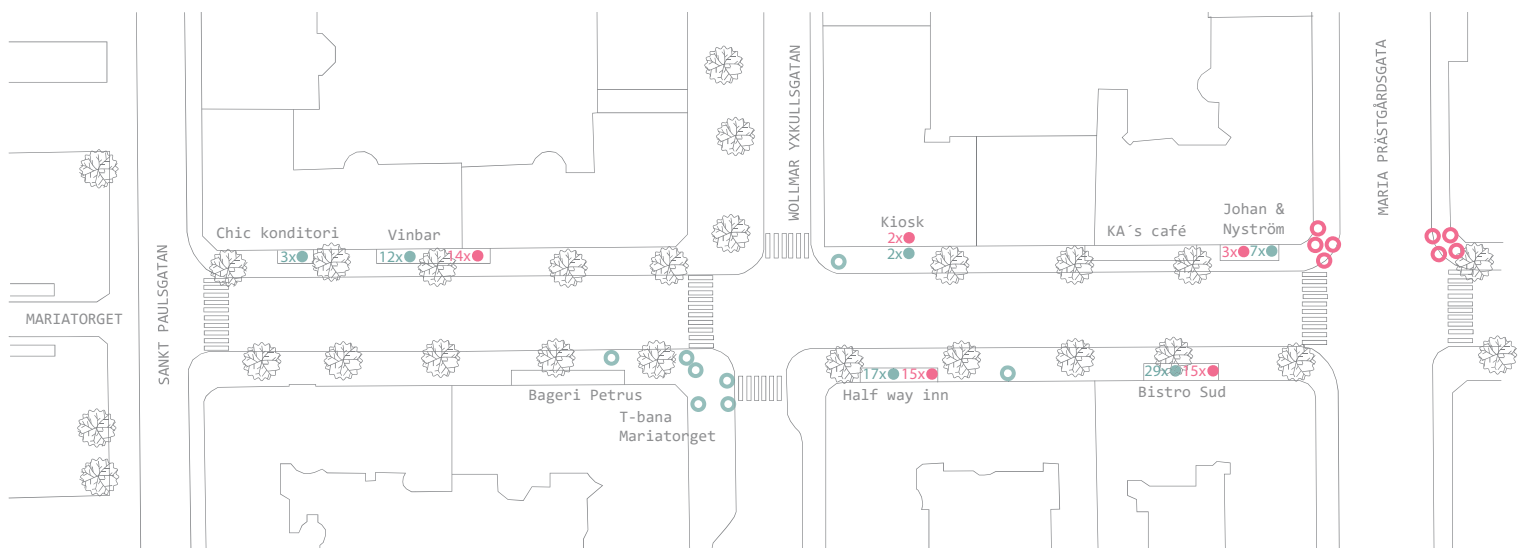 WOLLMAR YXKULLSGATAN
MARIA PRÄSTGÅRDSGATA
SANKT PAULSGATAN
MARIATORGET
Chic konditori
3x
Vinbar
12x
14x
Kiosk
2x
2x
KA´s café
Johan &
Nyström
3x
7x
Bageri Petrus
T-bana
Mariatorget
17x
15x
Half way inn
29x
15x
Bistro Sud